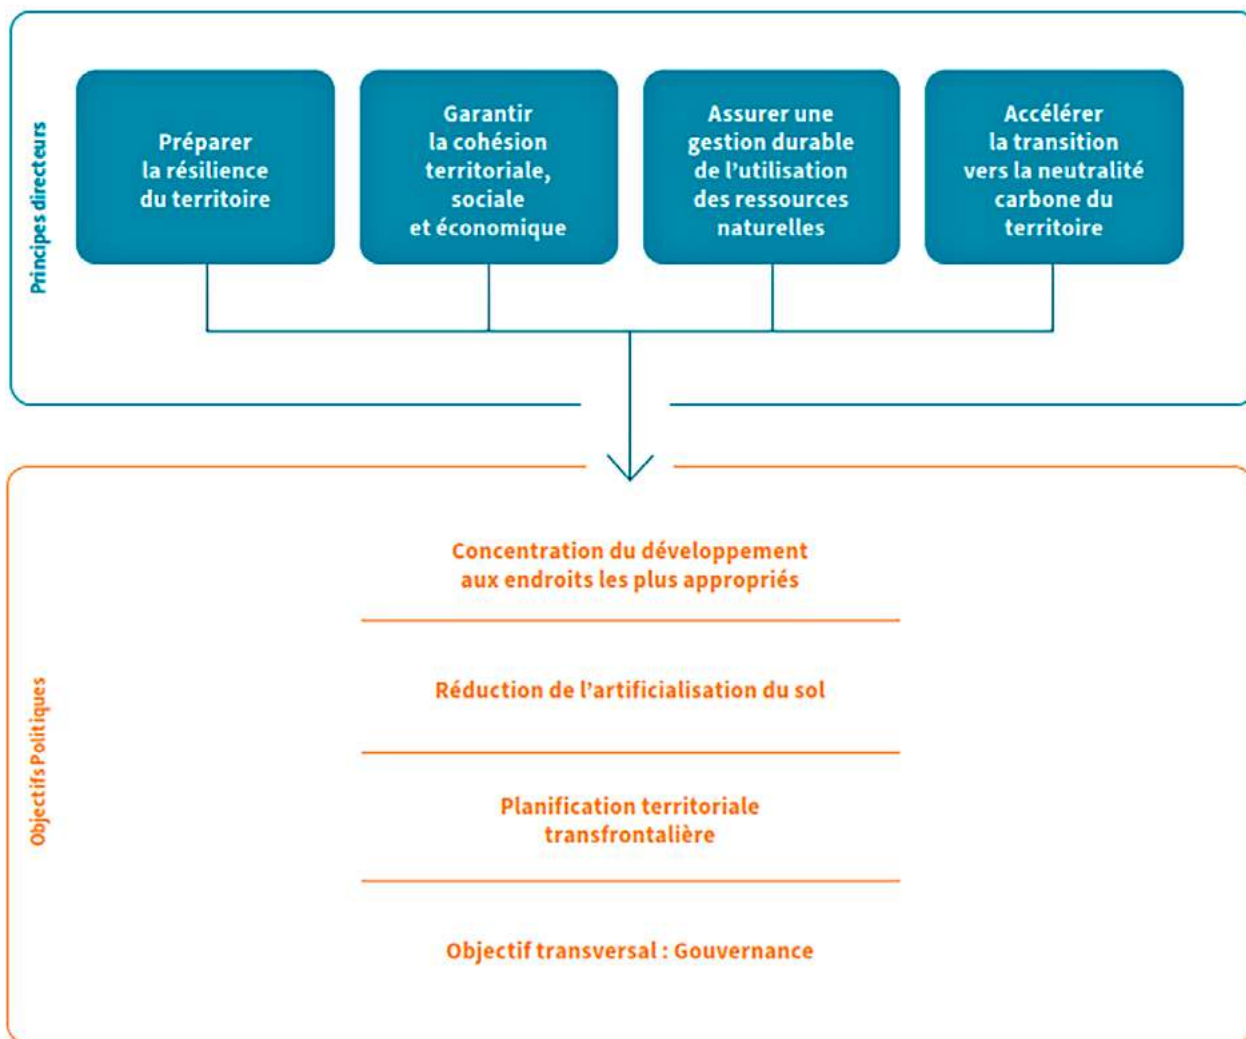 Principes directeurs
Préparer
la résilience
du territoire
Garantir
la cohésion
territoriale,
sociale
et économique
Assurer une
gestion durable
de l’utilisation
des ressources
naturelles
Accélérer
la transition
vers la neutralité
carbone du
territoire
Objectifs Politiques
Concentration du développement
aux endroits les plus appropriés
Réduction de l’artificialisation du sol
Planification territoriale
transfrontalière
Objectif transversal : Gouvernance